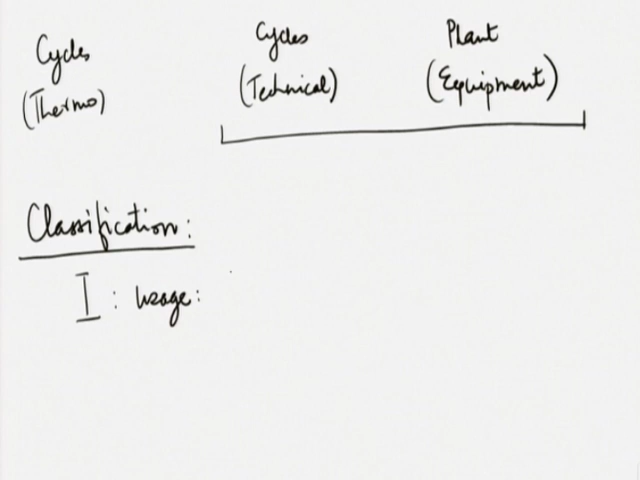 Cycles Cycles Plant
(Thermo) (Technical) (Equipment)
Classification:
I : Usage: